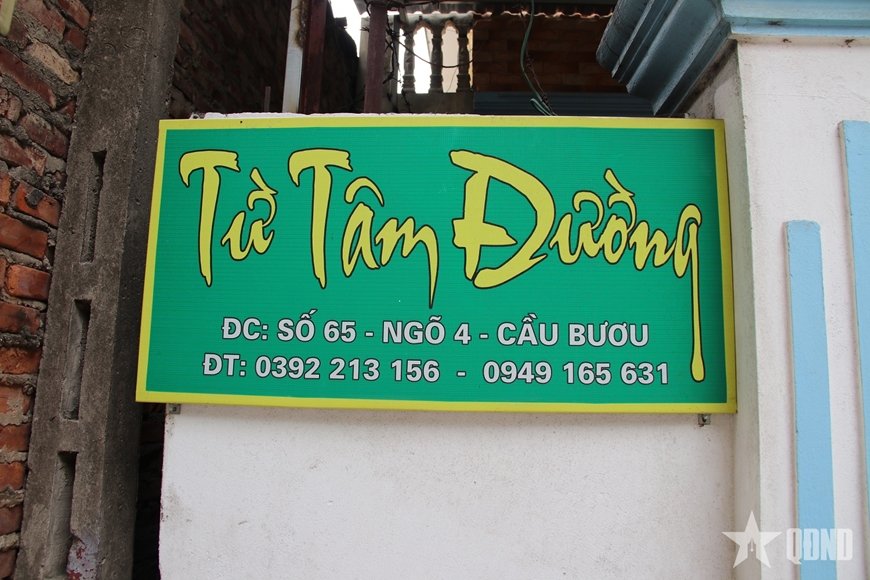 Từ Tâm Đường
ĐC: SỐ 65 - NGÕ 4 - CẦU BƯƠU
ĐT: 0392 213 156 - 0949 165 631
QĐND